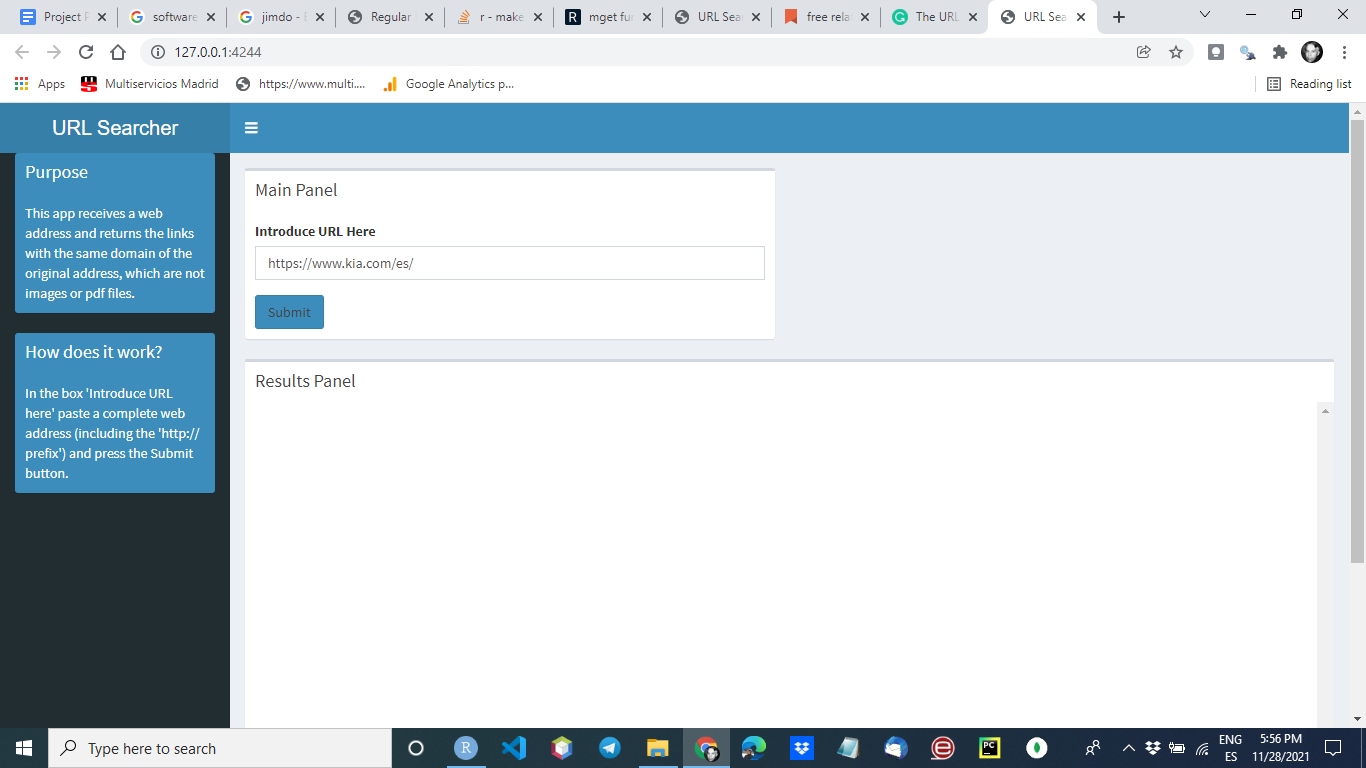 Project P
software
jimdo - 
Regular
r - make
mget fur
URL Sea
free rela
The URL
URL Sea
127.0.0.1:4244
Apps
Multiservicios Madrid
https://www.multi....
Google Analytics p...
Reading list
URL Searcher
Purpose
This app receives a web
address and returns the links
with the same domain of the
original address, which are not
images or pdf files.
How does it work?
In the box 'Introduce URL
here' paste a complete web
address (including the 'http://
prefix') and press the Submit
button.
Main Panel
Introduce URL Here
https://www.kia.com/es/
Submit
Results Panel
Type here to search
R
PC
ENG
ES
5:56 PM
11/28/2021